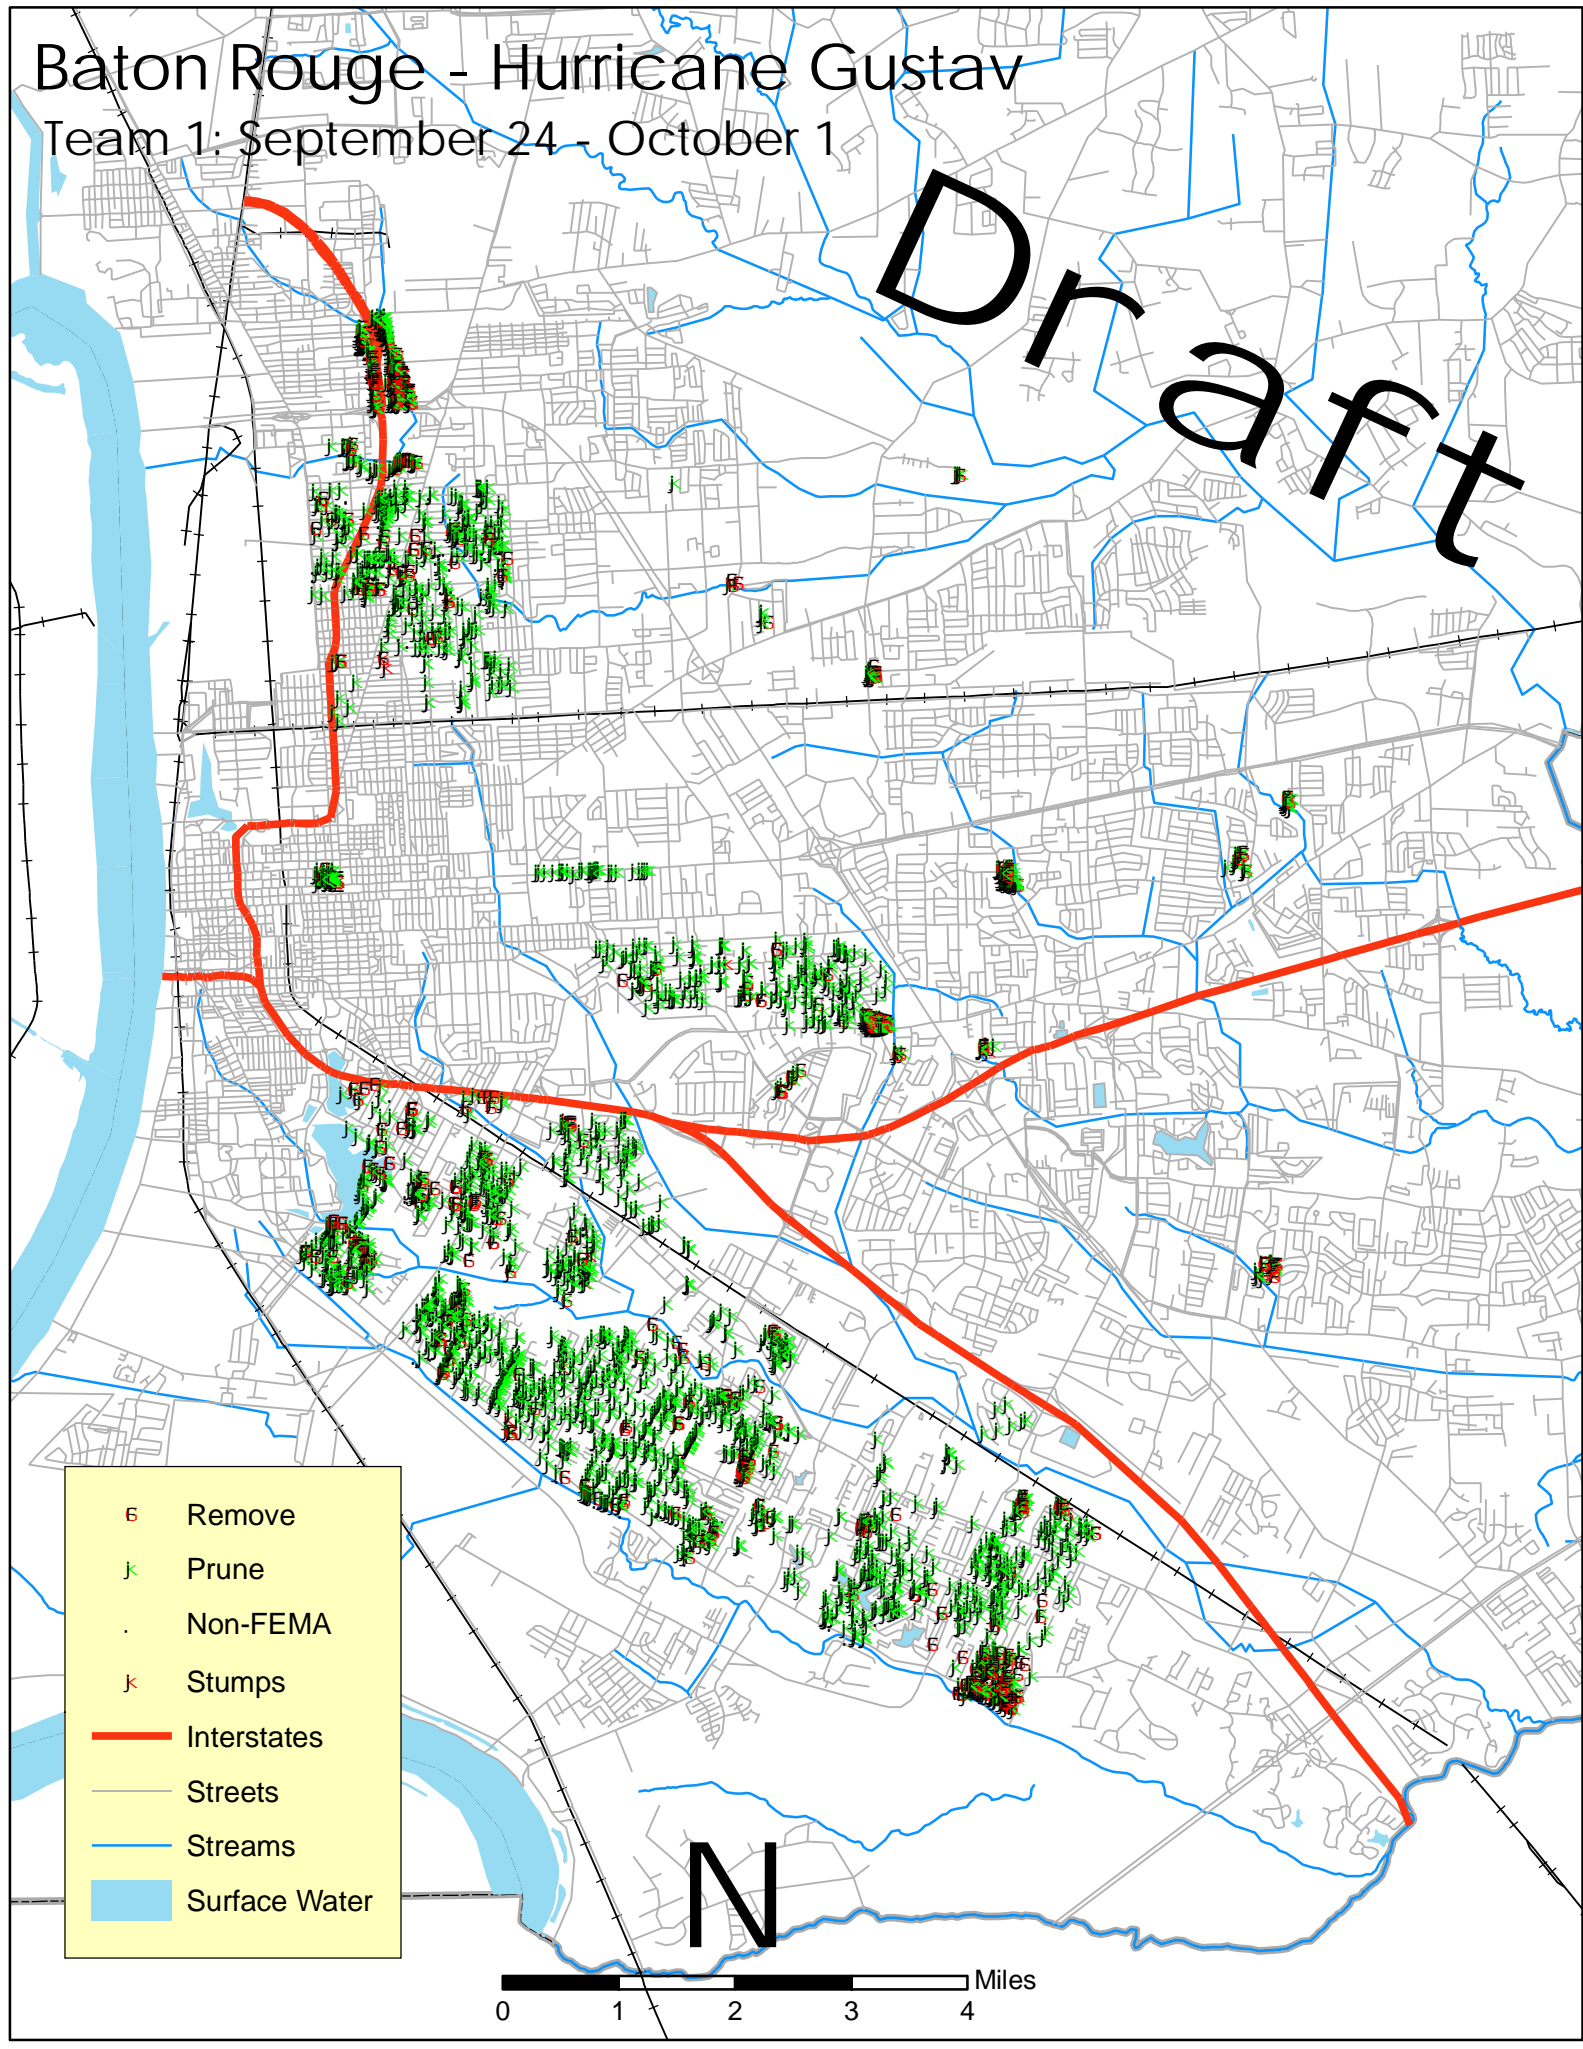 Baton Rouge - Hurricane Gustav
Team 1: September 24 - October 1
Draft
Remove
Prune
Non-FEMA
Stumps
Interstates
Streets
Streams
Surface Water
N
Miles
0 1 2 3 4